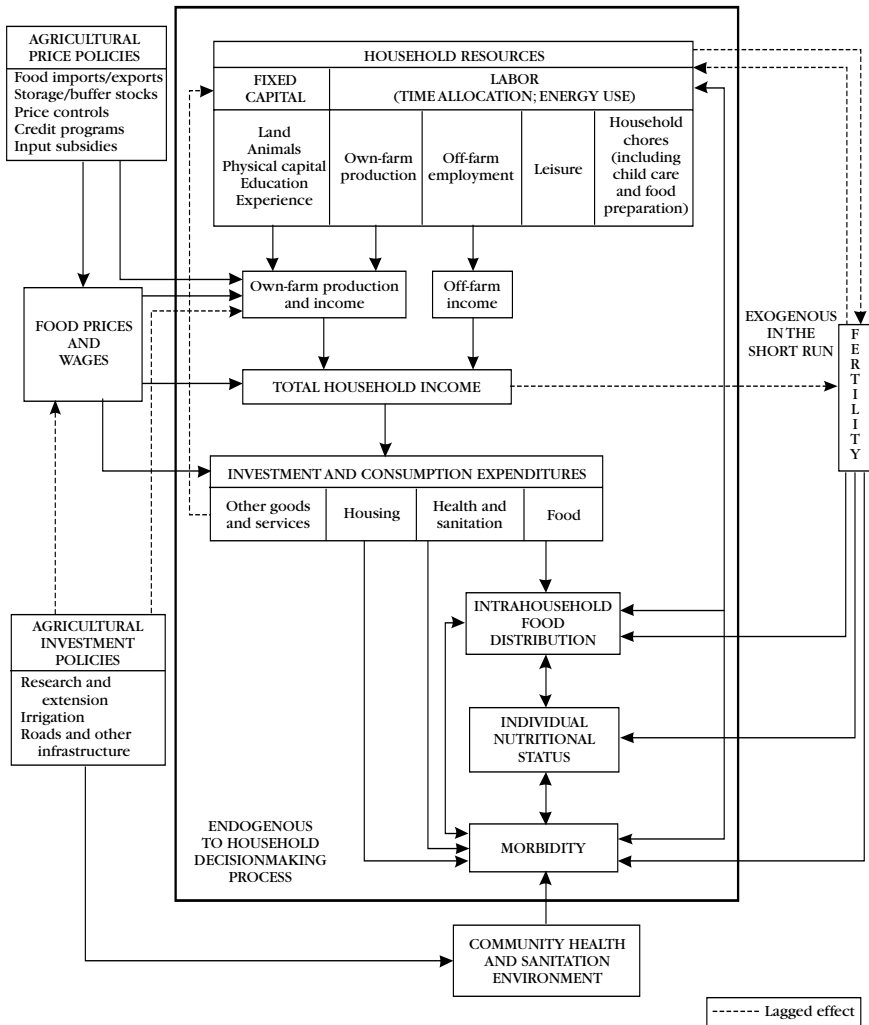 AGRICULTURAL
PRICE POLICIES
Food imports/exports
Storage/buffer stocks
Price controls
Credit programs
Input subsidies
HOUSEHOLD RESOURCES
FIXED
CAPITAL
LABOR
(TIME ALLOCATION; ENERGY USE)
Land
Animals
Physical capital
Education
Experience
Own-farm
production
Off-farm
employment
Leisure
Household
chores
(including
child care
and food
preparation)
Own-farm production
and income
Off-farm
income
FOOD PRICES
AND
WAGES
EXOGENOUS
IN THE
SHORT RUN
FERTILITY
TOTAL HOUSEHOLD INCOME
INVESTMENT AND CONSUMPTION EXPENDITURES
Other goods
and services
Housing
Health and
sanitation
Food
INTRAHOUSEHOLD
FOOD
DISTRIBUTION
AGRICULTURAL
INVESTMENT
POLICIES
Research and
extension
Irrigation
Roads and other
infrastructure
INDIVIDUAL
NUTRITIONAL
STATUS
ENDOGENOUS
TO HOUSEHOLD
DECISIONMAKING
PROCESS
MORBIDITY
COMMUNITY HEALTH
AND SANITATION
ENVIRONMENT
Lagged effect